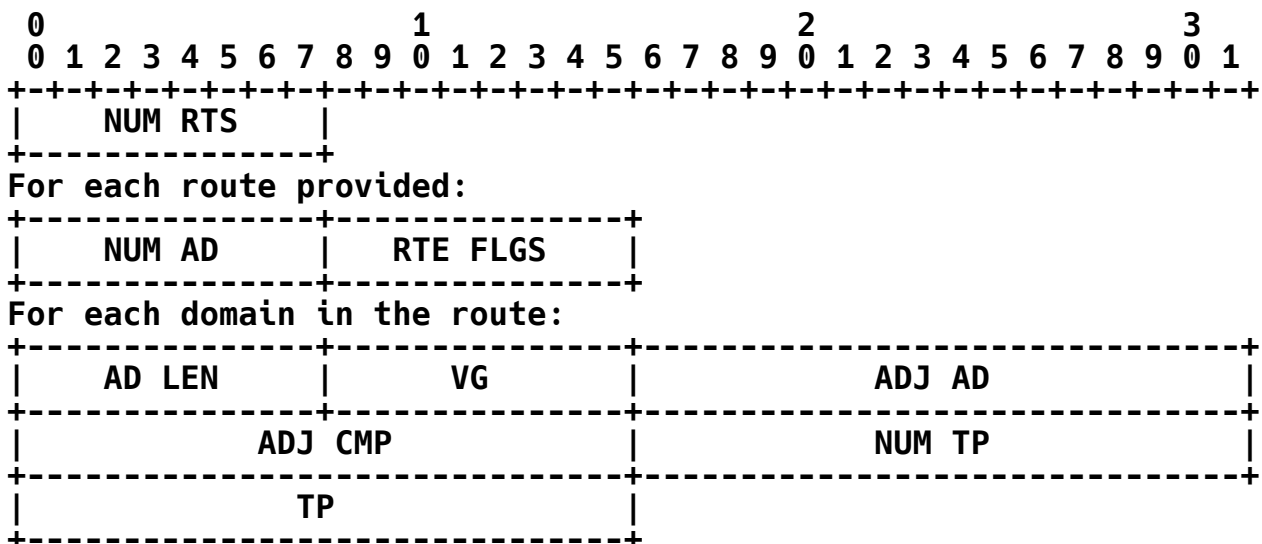 0                   1                   2                   3
 0 1 2 3 4 5 6 7 8 9 0 1 2 3 4 5 6 7 8 9 0 1 2 3 4 5 6 7 8 9 0 1
+-+-+-+-+-+-+-+-+-+-+-+-+-+-+-+-+-+-+-+-+-+-+-+-+-+-+-+-+-+-+-+-+
|    NUM RTS    |
+---------------+
For each route provided:
+---------------+---------------+
|    NUM AD     |   RTE FLGS    |
+---------------+---------------+
For each domain in the route:
+---------------+---------------+-------------------------------+
|    AD LEN     |      VG       |            ADJ AD             |
+---------------+---------------+-------------------------------+
|            ADJ CMP            |            NUM TP             |
+-------------------------------+-------------------------------+
|              TP               |
+-------------------------------+